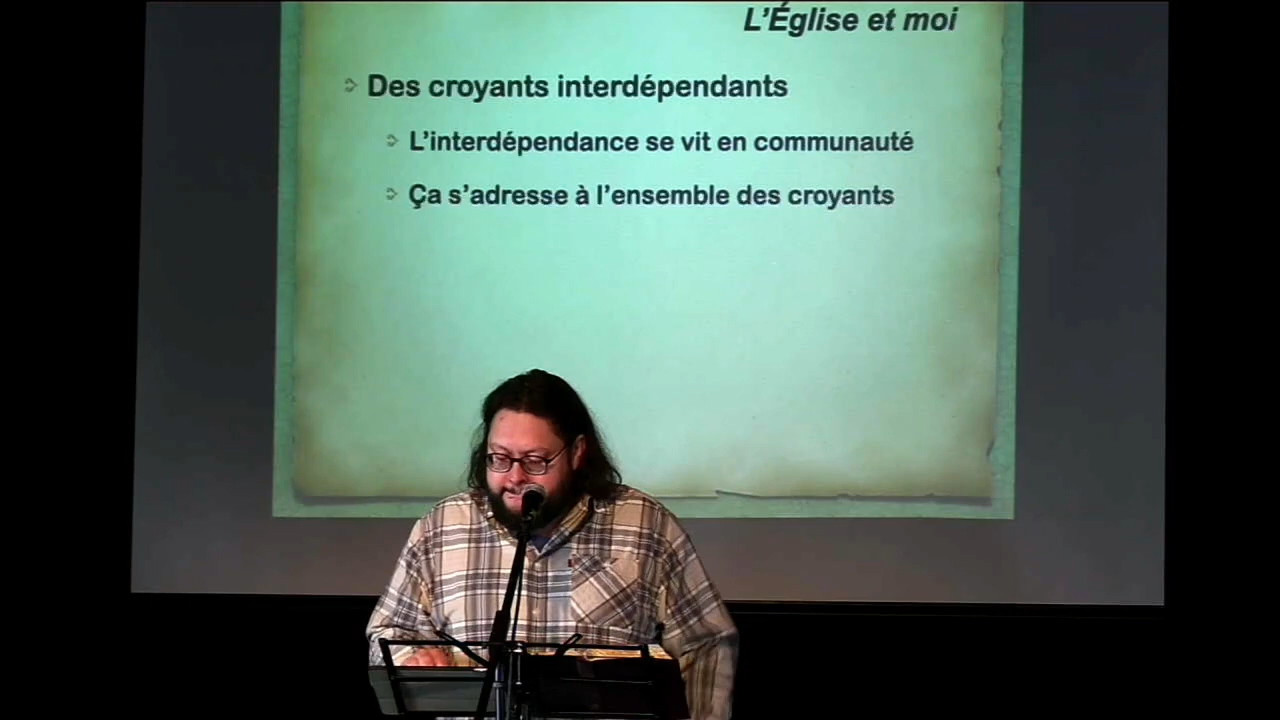 L’Église et moi
Des croyants interdépendants
L’interdépendance se vit en communauté
Ça s’adresse à l’ensemble des croyants